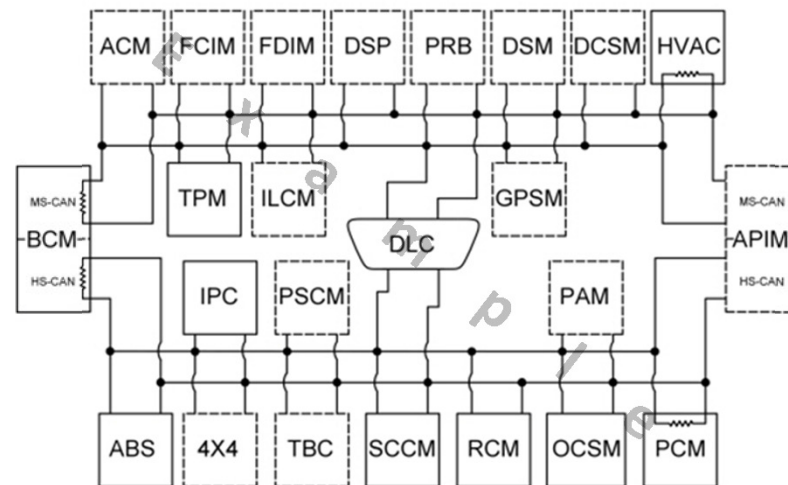 ACM FCIM FDIM DSP PRB DSM DCSM HVAC
TPM ILCM GPSM
MS-CAN MS-CAN
BCM DLC APIM
HS-CAN HS-CAN
IPC PSCM PAM
ABS 4X4 TBC SCCM RCM OCSM PCM
Example